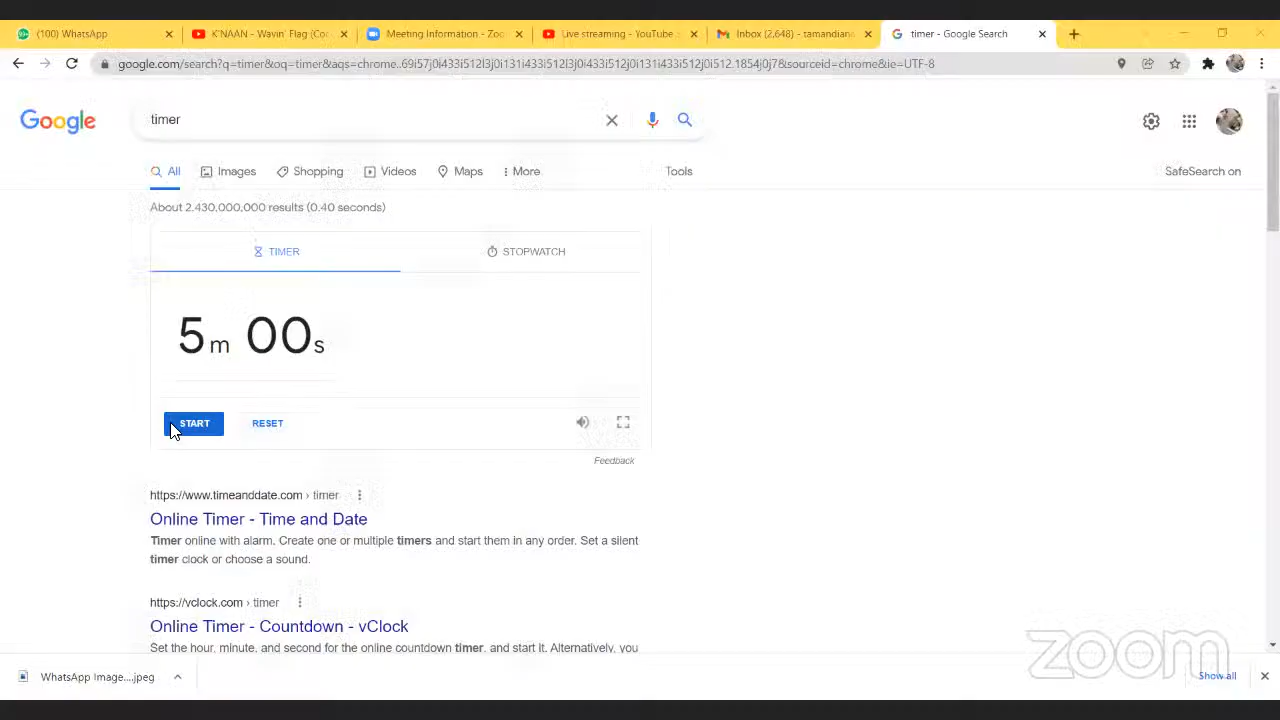 (100) WhatsApp
K'NAAN - Wavin' Flag (Coc
Meeting Information - Zoo
Live streaming - YouTube
Inbox (2,648) - tamandiane
timer - Google Search
google.com/search?q=timer&oq=timer&aqs=chrome..69i57j0i433i512l3j0i131i433i512l3j0i433i512j0i131i433i512j0i512.1854j0j7&sourceid=chrome&ie=UTF-8
Google
timer
All
Images
Shopping
Videos
Maps
More
Tools
SafeSearch on
About 2.430.000.000 results (0.40 seconds)
TIMER
STOPWATCH
5m 00s
START
RESET
Feedback
https://www.timeanddate.com › timer
Online Timer - Time and Date
Timer online with alarm. Create one or multiple timers and start them in any order. Set a silent
timer clock or choose a sound.
https://vclock.com › timer
Online Timer - Countdown - vClock
Set the hour, minute, and second for the online countdown timer, and start it. Alternatively, you
zoom
WhatsApp Image....jpeg
Show all